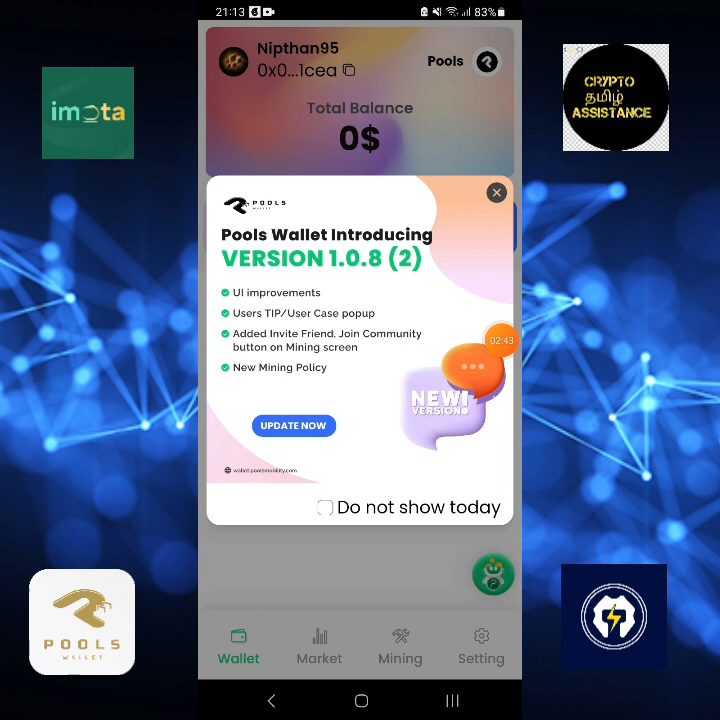 21:13
83%
Nipthan95
0x0...1cea
Pools
Total Balance
0$
POOLS
WALLET
Pools Wallet Introducing
VERSION 1.0.8 (2)
UI improvements
Users TIP/User Case popup
Added Invite Friend, Join Community
button on Mining screen
New Mining Policy
02:43
NEW!
VERSION
UPDATE NOW
wallet.poolsmobility.com
Do not show today
Wallet
Market
Mining
Setting
imota
CRYPTO
தமிழ்
ASSISTANCE
POOLS
WALLET